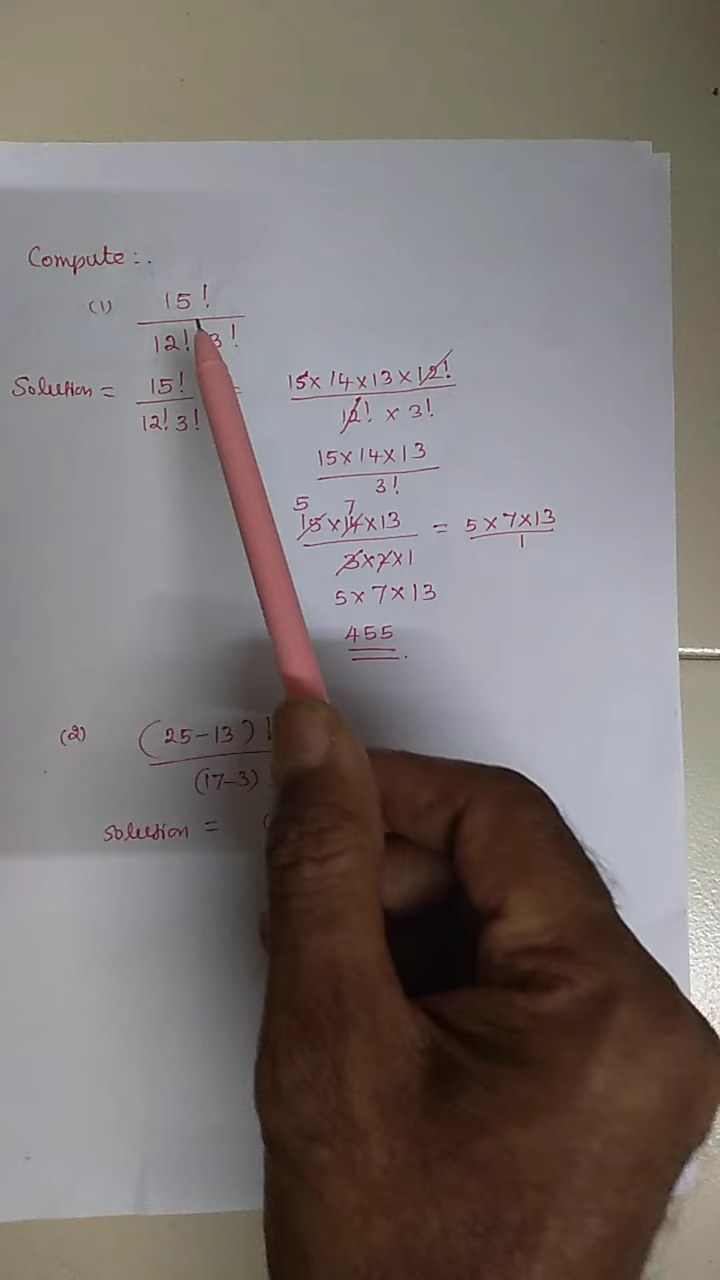 Compute :.
(1) 15!
12! 3!
Solution = 15! / 12! 3! = 15 x 14 x 13 x 12! / 12! x 3!
15 x 14 x 13
3!
5 7
15 x 14 x 13 / 3 x 2 x 1 = 5 x 7 x 13 / 1
5 x 7 x 13
455
(2) (25-13)!
(17-3)
Solution = (